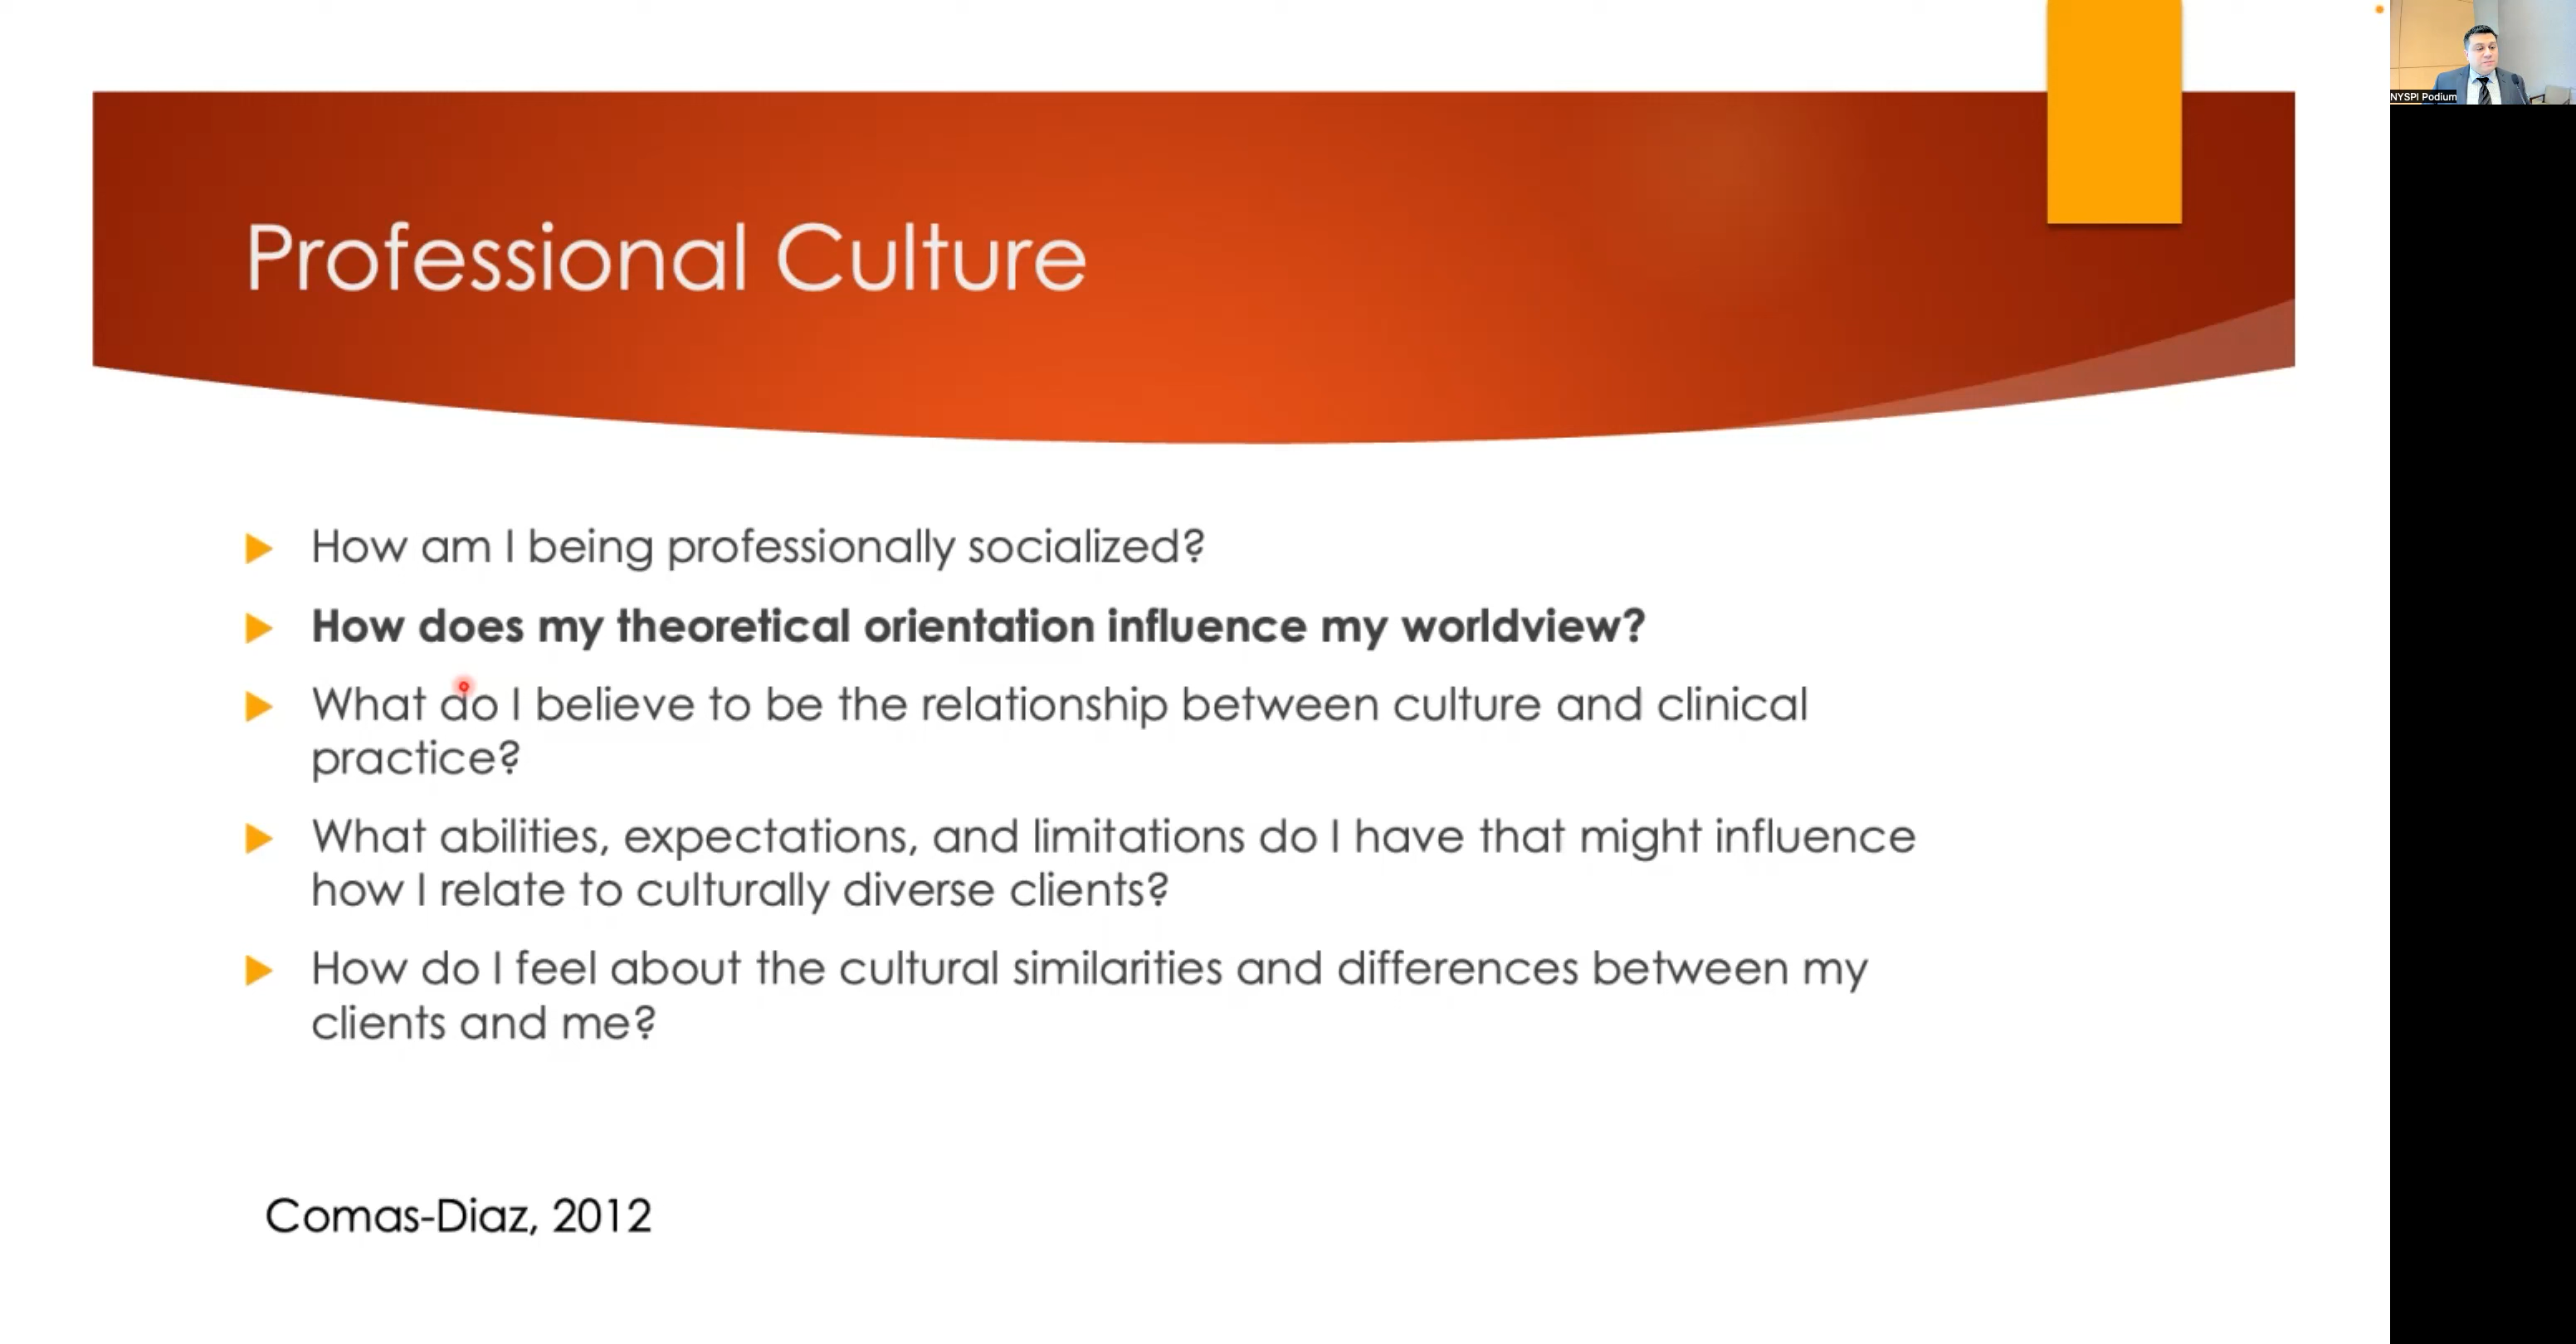 NYSPI Podium
Professional Culture
How am I being professionally socialized?
How does my theoretical orientation influence my worldview?
What do I believe to be the relationship between culture and clinical
practice?
What abilities, expectations, and limitations do I have that might influence
how I relate to culturally diverse clients?
How do I feel about the cultural similarities and differences between my
clients and me?
Comas-Diaz, 2012